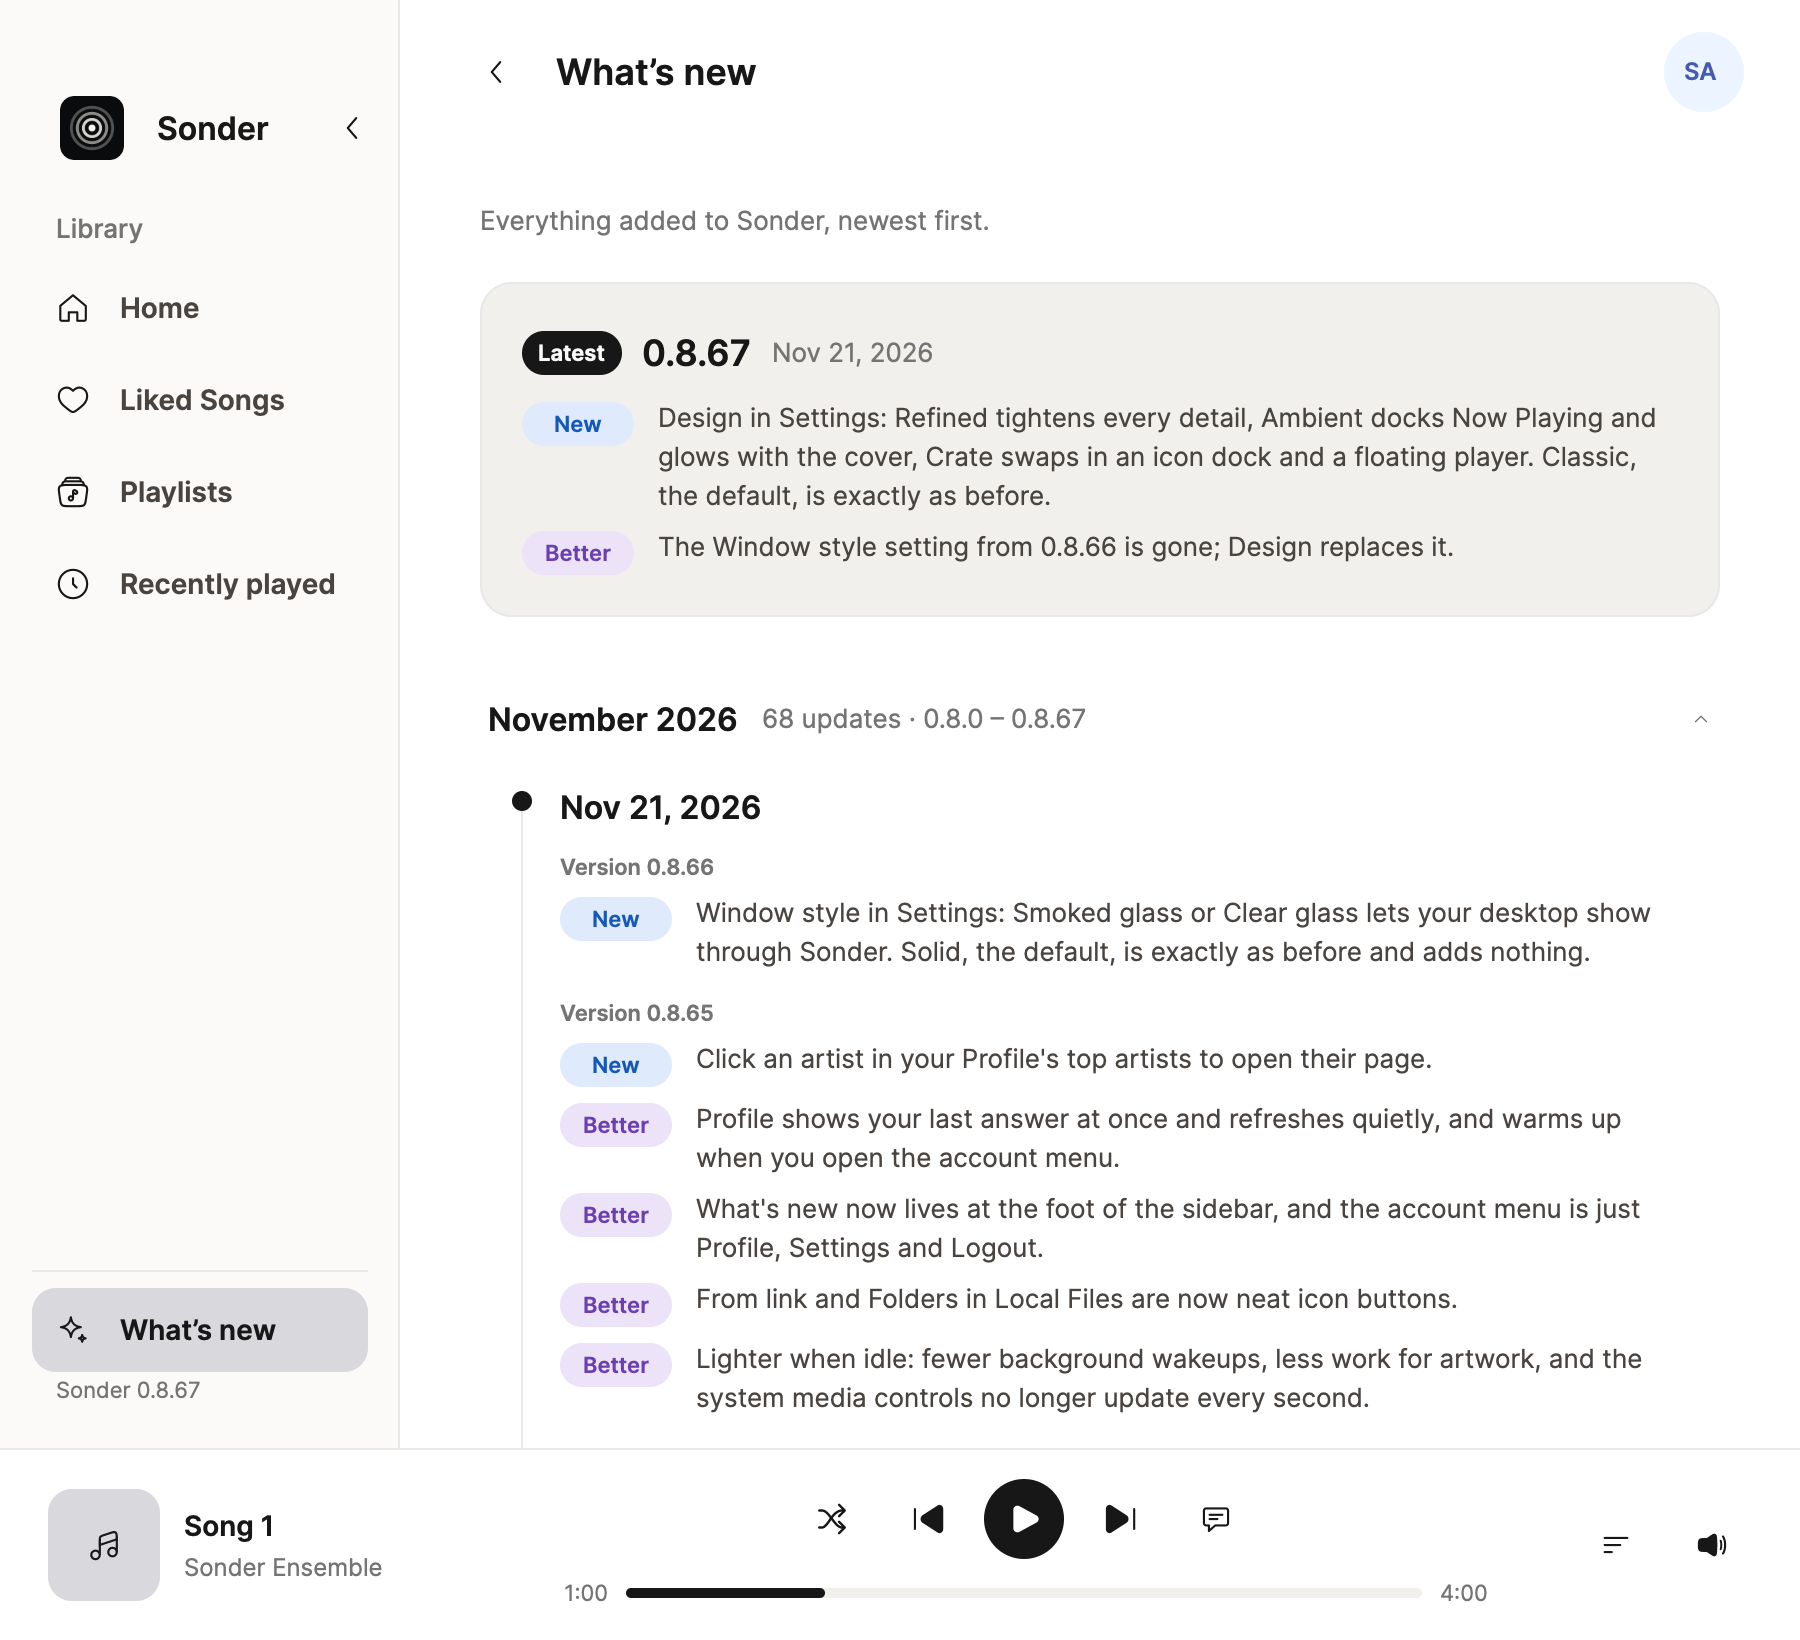 Sonder
Library
Home
Liked Songs
Playlists
Recently played
What’s new
Sonder 0.8.67
What’s new
SA
Everything added to Sonder, newest first.
Latest 0.8.67 Nov 21, 2026
New Design in Settings: Refined tightens every detail, Ambient docks Now Playing and
glows with the cover, Crate swaps in an icon dock and a floating player. Classic,
the default, is exactly as before.
Better The Window style setting from 0.8.66 is gone; Design replaces it.
November 2026 68 updates · 0.8.0 – 0.8.67
Nov 21, 2026
Version 0.8.66
New Window style in Settings: Smoked glass or Clear glass lets your desktop show
through Sonder. Solid, the default, is exactly as before and adds nothing.
Version 0.8.65
New Click an artist in your Profile's top artists to open their page.
Better Profile shows your last answer at once and refreshes quietly, and warms up
when you open the account menu.
Better What's new now lives at the foot of the sidebar, and the account menu is just
Profile, Settings and Logout.
Better From link and Folders in Local Files are now neat icon buttons.
Better Lighter when idle: fewer background wakeups, less work for artwork, and the
system media controls no longer update every second.
Song 1
Sonder Ensemble
1:00
4:00